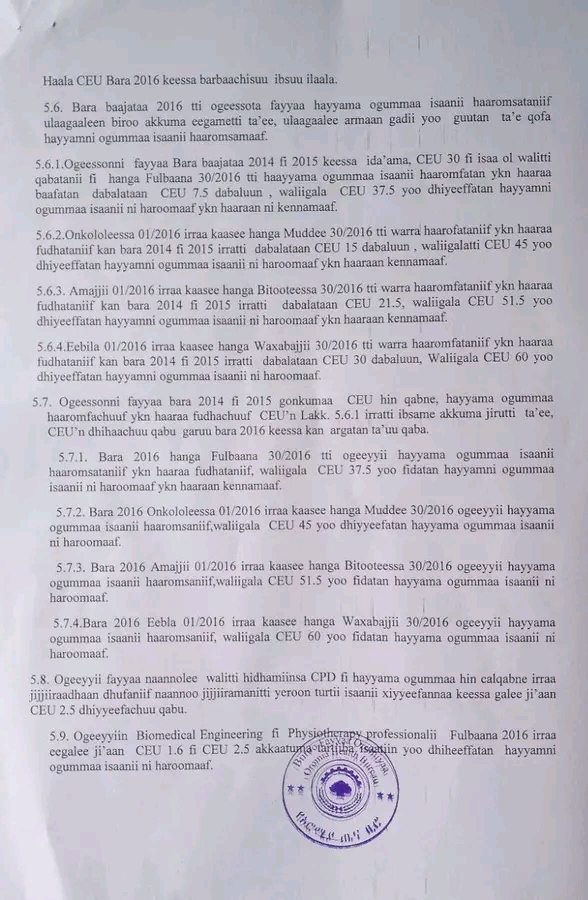 Haala CEU Bara 2016 keessa barbaachisuu ibsuu ilaala.
5.6. Bara baajataa 2016 tti ogeessota fayyaa hayyama ogummaa isaanii haaromsataniif
ulaagaaleen biroo akkuma eegametti ta'ee, ulaagaalee armaan gadii yoo guutan ta'e qofa
hayyamni ogummaa isaanii haaromsamaaf.
5.6.1.Ogeessonni fayyaa Bara baajataa 2014 fi 2015 keessa ida'ama, CEU 30 fi isaa ol walitti
qabatanii fi hanga Fulbaana 30/2016 tti haayyama ogummaa isaanii haaromfatan ykn haaraa
baafatan dabalataan CEU 7.5 dabaluun , waliigala CEU 37.5 yoo dhiyeeffatan hayyamni
ogummaa isaanii ni haroomaaf ykn haaraan ni kennamaaf.
5.6.2.Onkololeessa 01/2016 irraa kaasee hanga Muddee 30/2016 tti warra haarofataniif ykn haaraa
fudhataniif kan bara 2014 fi 2015 irratti dabalataan CEU 15 dabaluun , waliigalatti CEU 45 yoo
dhiyeeffatan hayyamni ogummaa isaanii ni haroomaaf ykn haaraan kennamaaf.
5.6.3. Amajjii 01/2016 irraa kaasee hanga Bitooteessa 30/2016 tti warra haaromfataniif ykn haaraa
fudhataniif kan bara 2014 fi 2015 irratti dabalataan CEU 21.5, waliigala CEU 51.5 yoo
dhiyeeffatan hayyamni ogummaa isaanii ni haroomaaf ykn haaraan kennamaaf.
5.6.4.Eebila 01/2016 irraa kaasee hanga Waxabajjii 30/2016 tti warra haaromfataniif ykn haaraa
fudhataniif kan bara 2014 fi 2015 irratti dabalataan CEU 30 dabaluun, Waliigala CEU 60 yoo
dhiyeeffatan hayyamni ogummaa isaanii ni haroomaaf.
5.7. Ogeessonni fayyaa bara 2014 fi 2015 gonkumaa CEU hin qabne, hayyama ogummaa
haaromfachuuf ykn haaraa fudhachuuf CEU'n Lakk. 5.6.1 irratti ibsame akkuma jirutti ta'ee,
CEU'n dhihaachuu qabu garuu bara 2016 keessa kan argatan ta'uu qaba.
5.7.1. Bara 2016 hanga Fulbaana 30/2016 tti ogeeyyii hayyama ogummaa isaanii
haaromsataniif ykn haaraa fudhataniif, waliigala CEU 37.5 yoo fidatan hayyamni ogummaa
isaanii ni haroomaaf ykn haaraan kennamaaf.
5.7.2. Bara 2016 Onkololeessa 01/2016 irraa kaasee hanga Muddee 30/2016 ogeeyyii hayyama
ogummaa isaanii haaromsaniif,waliigala CEU 45 yoo dhiyyeefatan hayyama ogummaa isaanii
ni haroomaaf.
5.7.3. Bara 2016 Amajjii 01/2016 irraa kaasee hanga Bitooteessa 30/2016 ogeeyyii hayyama
ogummaa isaanii haaromsaniif,waliigala CEU 51.5 yoo fidatan hayyama ogummaa isaanii ni
haroomaaf.
5.7.4.Bara 2016 Eebla 01/2016 irraa kaasee hanga Waxabajjii 30/2016 ogeeyyii hayyama
ogummaa isaanii haaromsaniif, waliigala CEU 60 yoo fidatan hayyama ogummaa isaanii ni
haroomaaf.
5.8. Ogeeyyii fayyaa naannolee walitti hidhamiinsa CPD fi hayyama ogummaa hin calqabne irraa
jijjiiraadhaan dhufaniif naannoo jijjjiiramanitti yeroon turtii isaanii xiyyeefannaa keessa galee ji'aan
CEU 2.5 dhiyyeefachuu qabu.
5.9. Ogeeyyiin Biomedical Engineering fi Physiotherapy professionalii Fulbaana 2016 irraa
eegalee ji'aan CEU 1.6 fi CEU 2.5 akkaatuma tartiiba isaaniin yoo dhiheeffatan hayyamni
ogummaa isaanii ni haroomaaf.
Biiroo Fayyaa Oromiyaa
Oromia Health Bureau
የኦሮሚያ ጤና ቢሮ